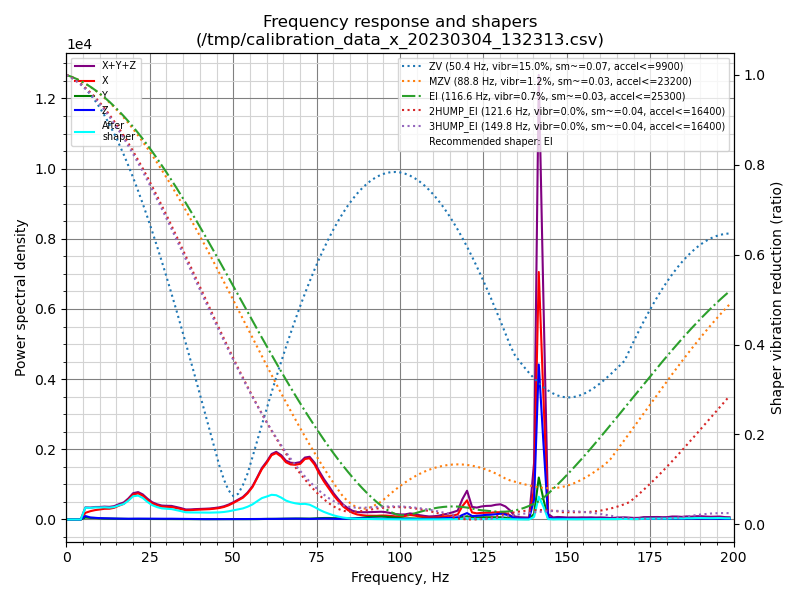 Frequency response and shapers
(/tmp/calibration_data_x_20230304_132313.csv)
1e4
X+Y+Z
X
Y
Z
After
shaper
ZV (50.4 Hz, vibr=15.0%, sm~=0.07, accel<=9900)
MZV (88.8 Hz, vibr=1.2%, sm~=0.03, accel<=23200)
EI (116.6 Hz, vibr=0.7%, sm~=0.03, accel<=25300)
2HUMP_EI (121.6 Hz, vibr=0.0%, sm~=0.04, accel<=16400)
3HUMP_EI (149.8 Hz, vibr=0.0%, sm~=0.04, accel<=16400)
Recommended shaper: EI
Power spectral density
1.2
1.0
0.8
0.6
0.4
0.2
0.0
1.0
0.8
0.6
0.4
0.2
0.0
Shaper vibration reduction (ratio)
0 25 50 75 100 125 150 175 200
Frequency, Hz